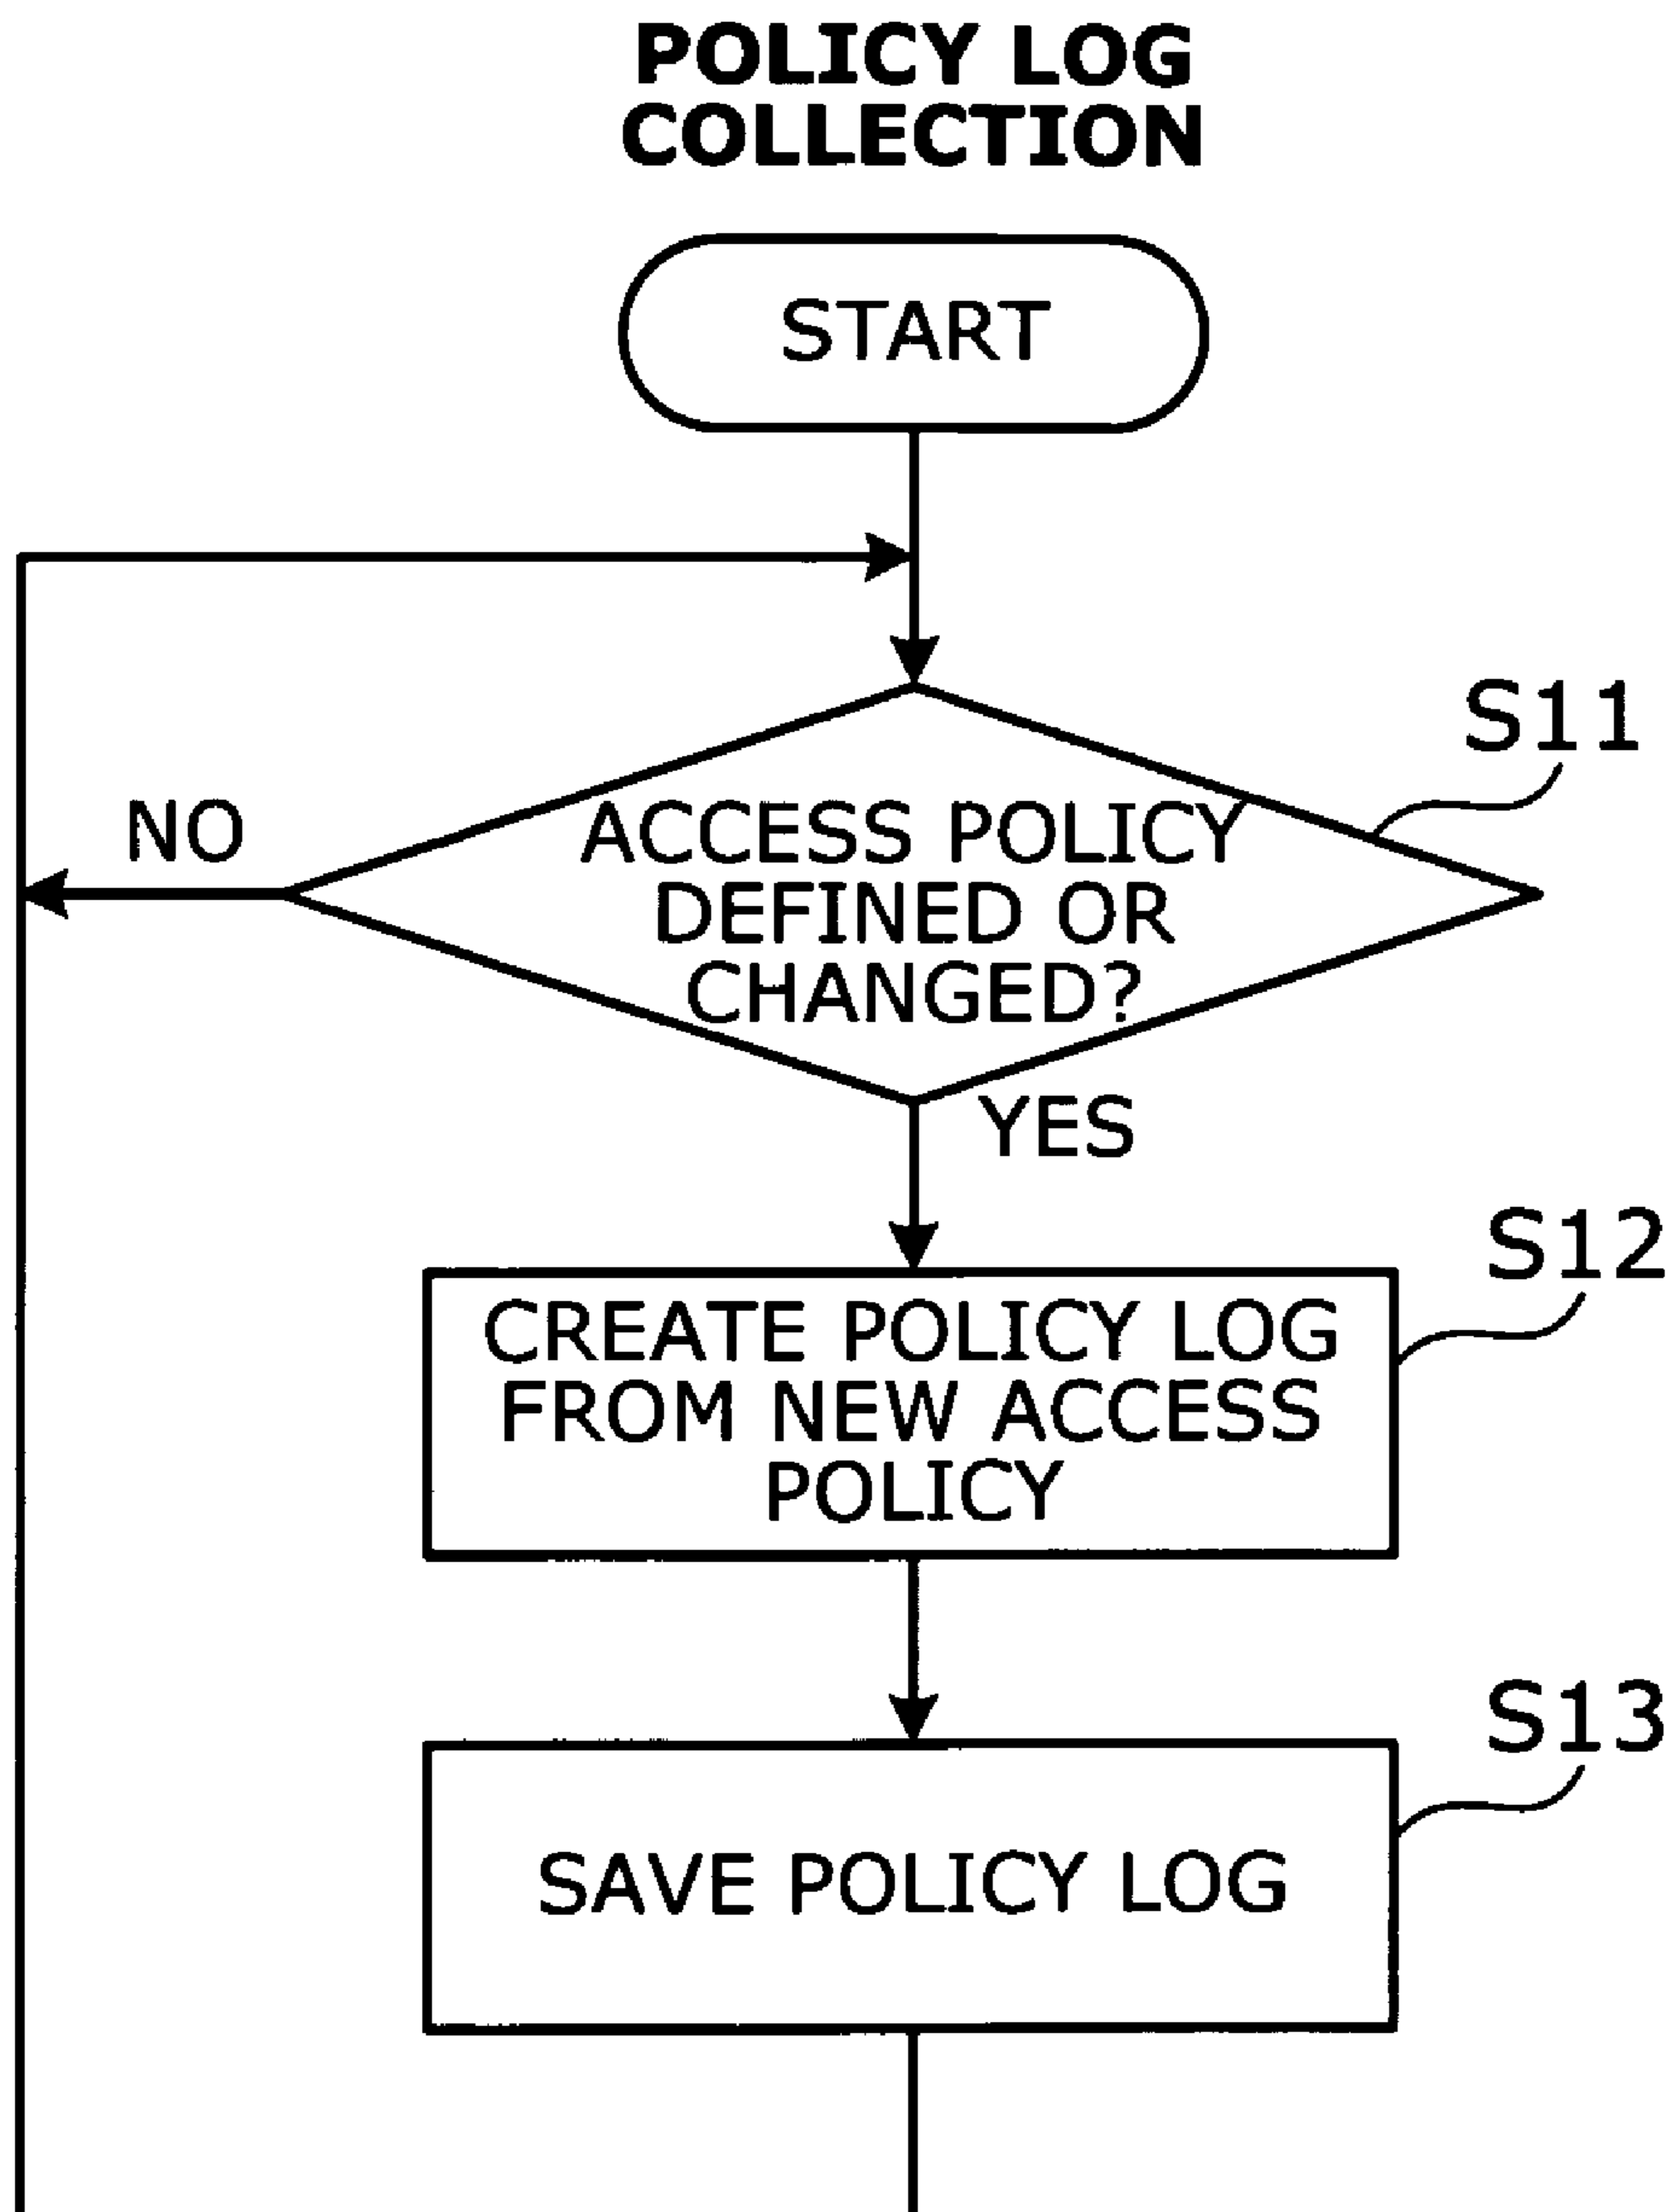 POLICY LOG
COLLECTION
START
S11
NO
ACCESS POLICY
DEFINED OR
CHANGED?
YES
S12
CREATE POLICY LOG
FROM NEW ACCESS
POLICY
S13
SAVE POLICY LOG